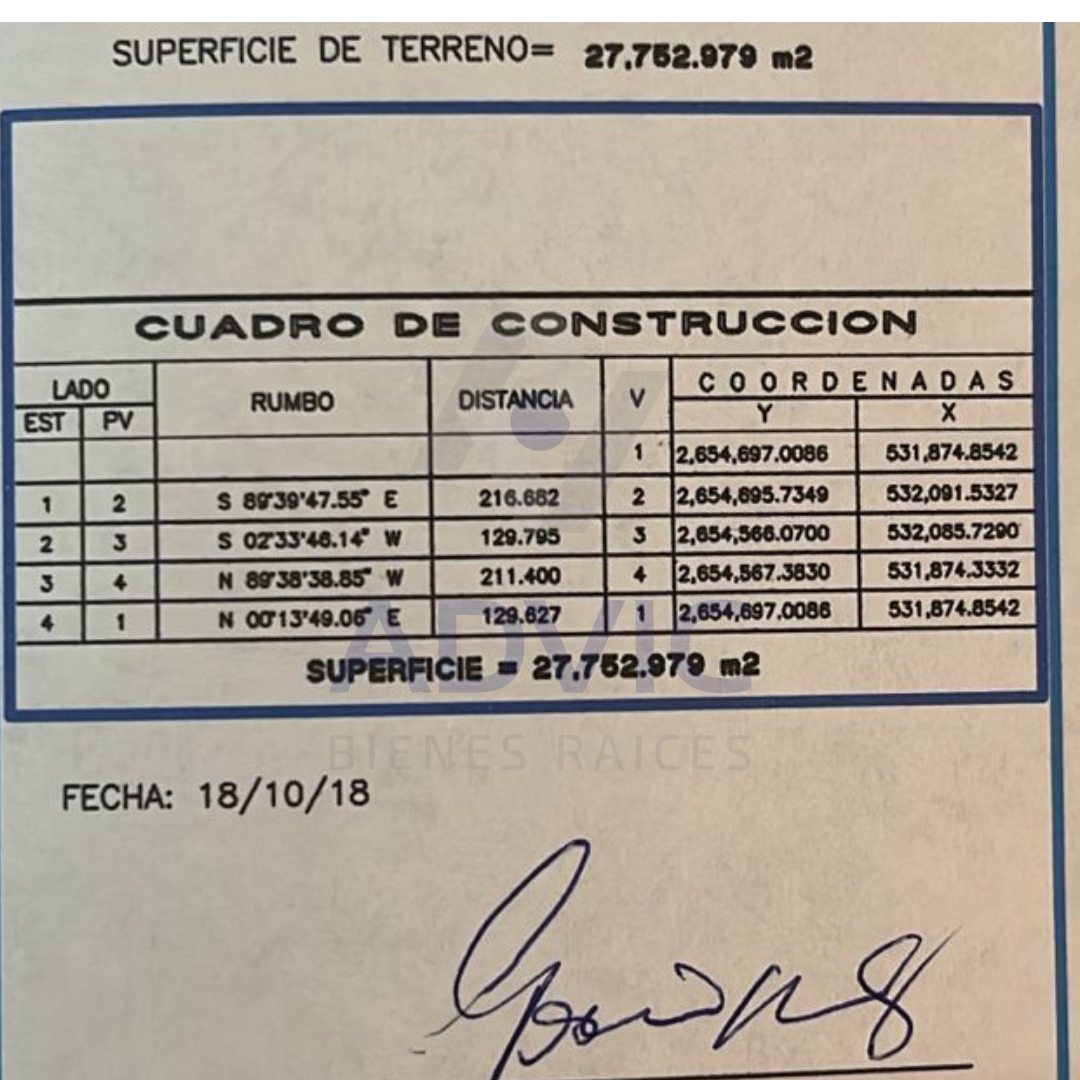 SUPERFICIE DE TERRENO= 27,752.979 m2
CUADRO DE CONSTRUCCION
LADO RUMBO DISTANCIA V COORDENADAS
EST PV Y X
1 2,654,697.0086 531,874.8542
1 2 S 89°39'47.55" E 216.682 2 2,654,695.7349 532,091.5327
2 3 S 02°33'46.14" W 129.795 3 2,654,566.0700 532,085.7290
3 4 N 89°38'38.85" W 211.400 4 2,654,567.3830 531,874.3332
4 1 N 00°13'49.06" E 129.627 1 2,654,697.0086 531,874.8542
SUPERFICIE = 27,752.979 m2
ADVIC
BIENES RAICES
FECHA: 18/10/18